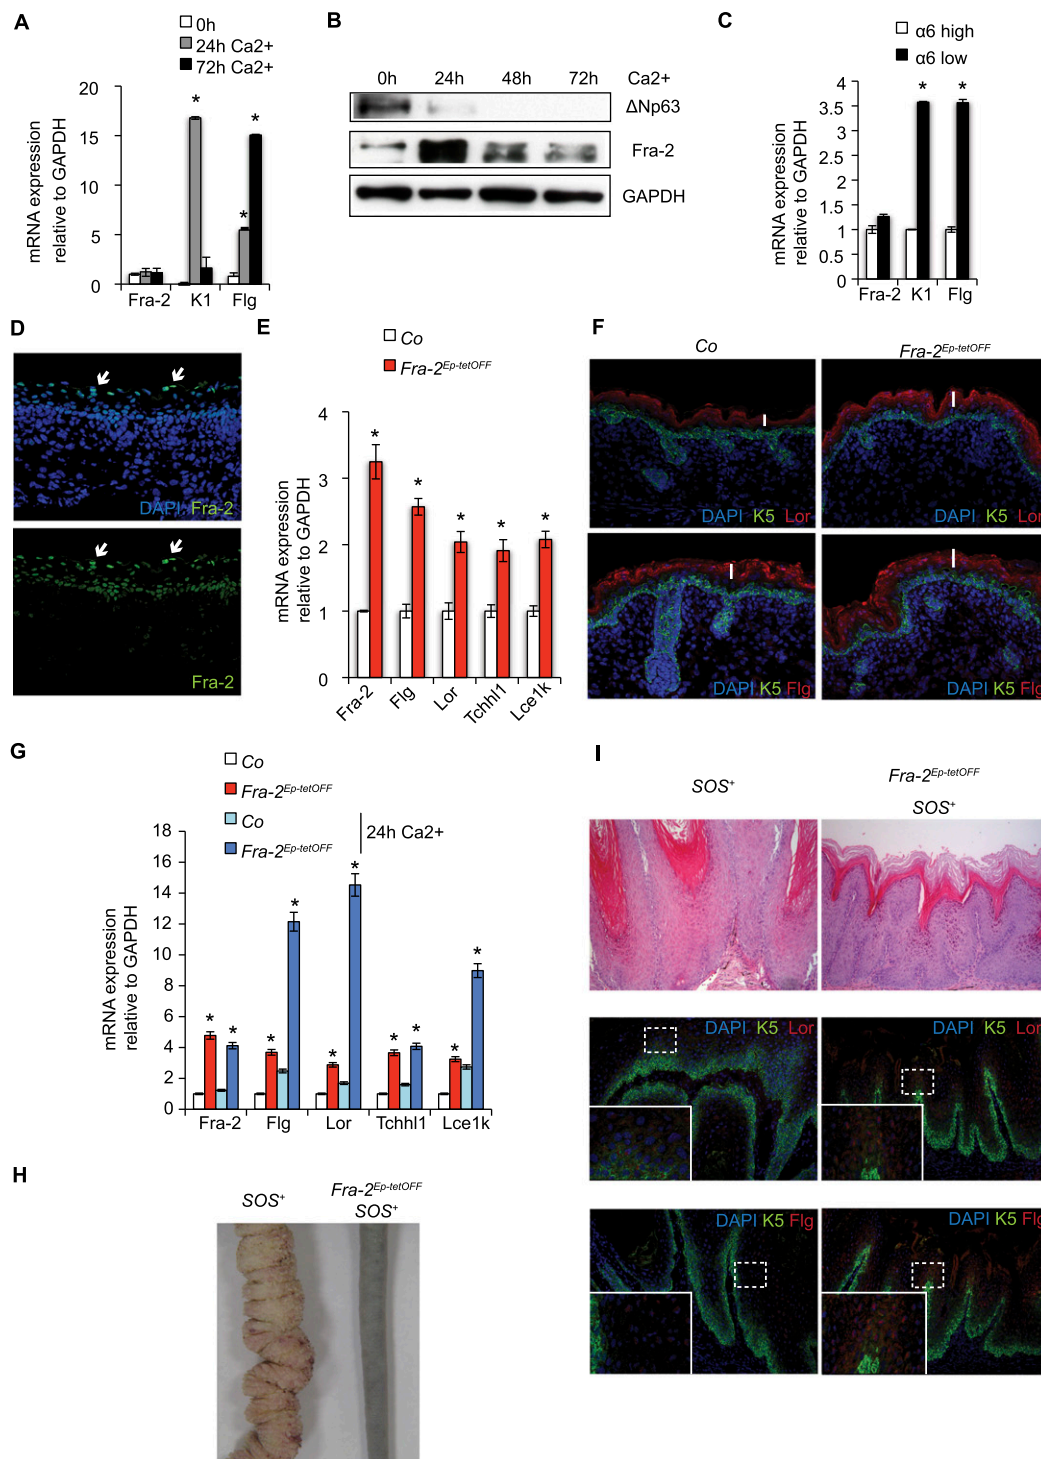 A
0h
24h Ca2+
72h Ca2+
mRNA expression
relative to GAPDH
20
15
10
5
0
Fra-2 K1 Flg
* * *
B
0h 24h 48h 72h Ca2+
ΔNp63
Fra-2
GAPDH
C
α6 high
α6 low
mRNA expression
relative to GAPDH
4
3.5
3
2.5
2
1.5
1
0.5
0
Fra-2 K1 Flg
* *
D
DAPI Fra-2
Fra-2
E
Co
Fra-2Ep-tetOFF
mRNA expression
relative to GAPDH
4
3
2
1
0
* * * * *
Fra-2 Flg Lor Tchhl1 Lce1k
F
Co Fra-2Ep-tetOFF
DAPI K5 Lor
DAPI K5 Lor
DAPI K5 Flg
DAPI K5 Flg
G
Co
Fra-2Ep-tetOFF
Co
Fra-2Ep-tetOFF
24h Ca2+
mRNA expression
relative to GAPDH
18
16
14
12
10
8
6
4
2
0
* * * * * * * * * *
Fra-2 Flg Lor Tchhl1 Lce1k
H
SOS+
Fra-2Ep-tetOFF
SOS+
I
SOS+
Fra-2Ep-tetOFF
SOS+
DAPI K5 Lor
DAPI K5 Lor
DAPI K5 Flg
DAPI K5 Flg